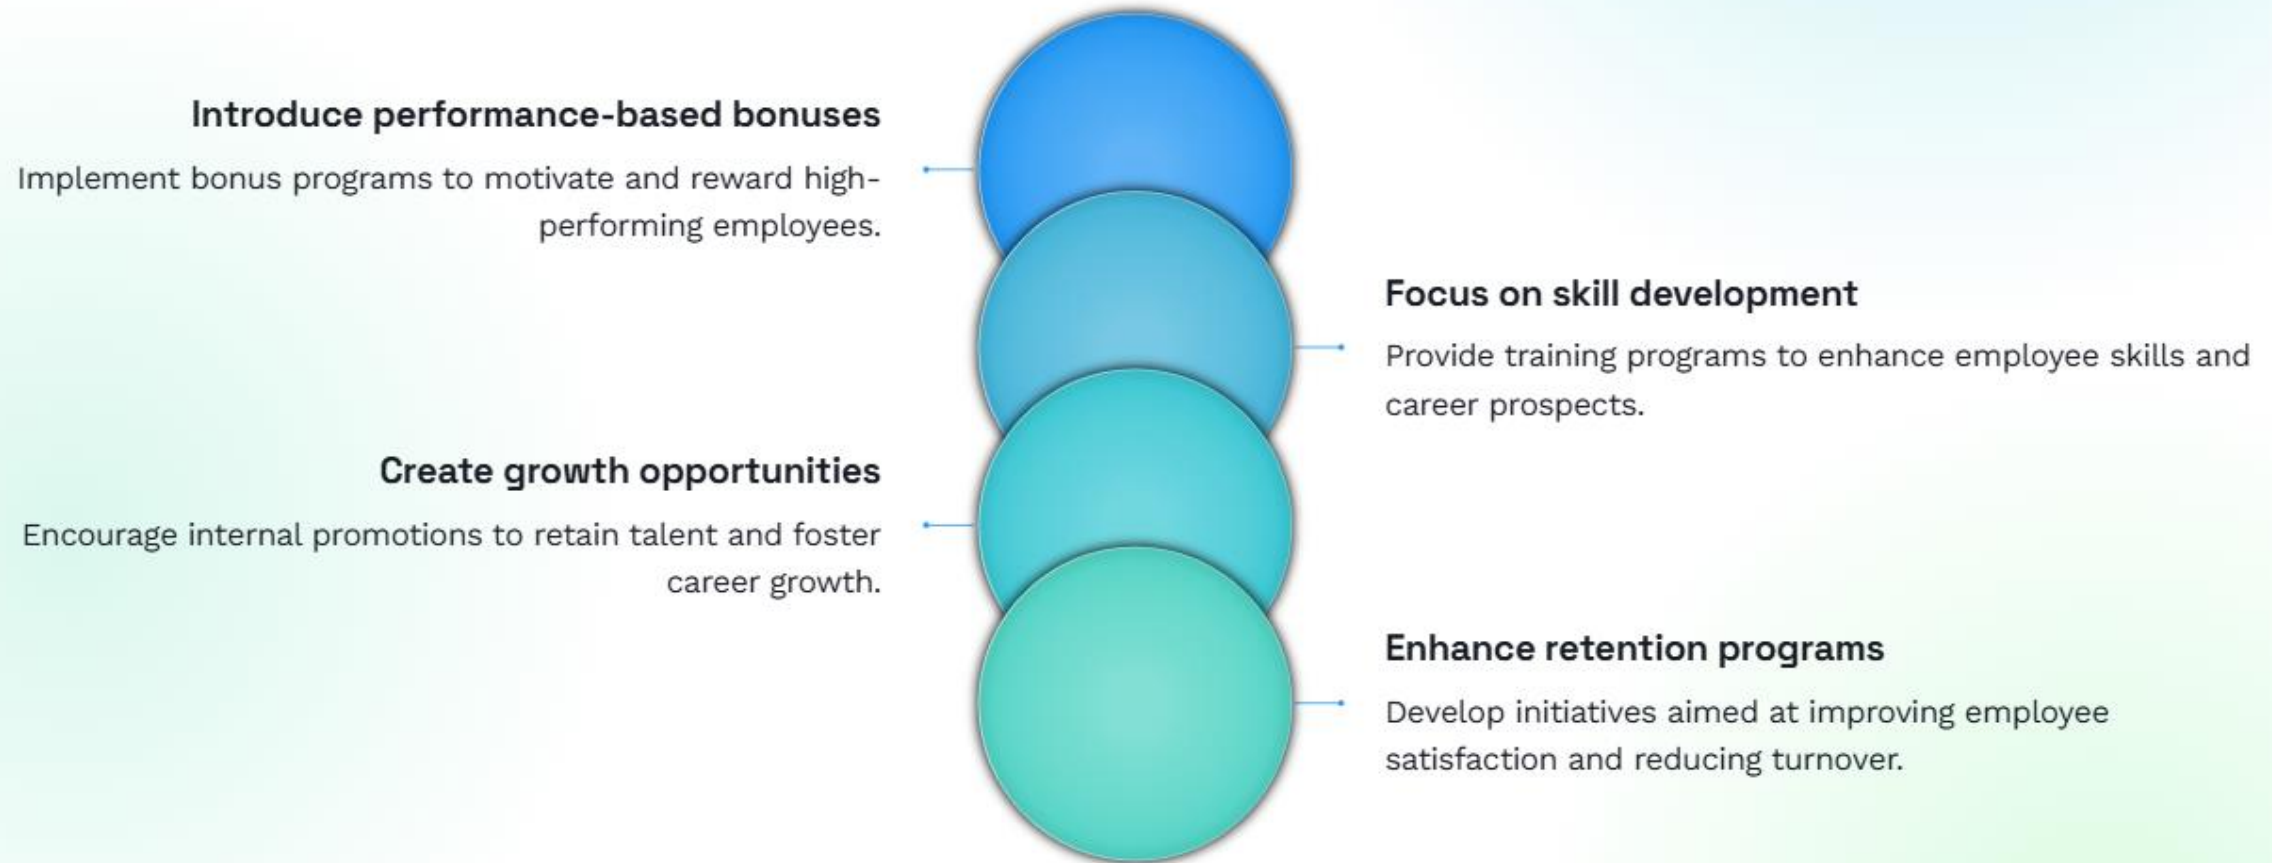 Introduce performance-based bonuses
Implement bonus programs to motivate and reward high-
performing employees.
Focus on skill development
Provide training programs to enhance employee skills and
career prospects.
Create growth opportunities
Encourage internal promotions to retain talent and foster
career growth.
Enhance retention programs
Develop initiatives aimed at improving employee
satisfaction and reducing turnover.